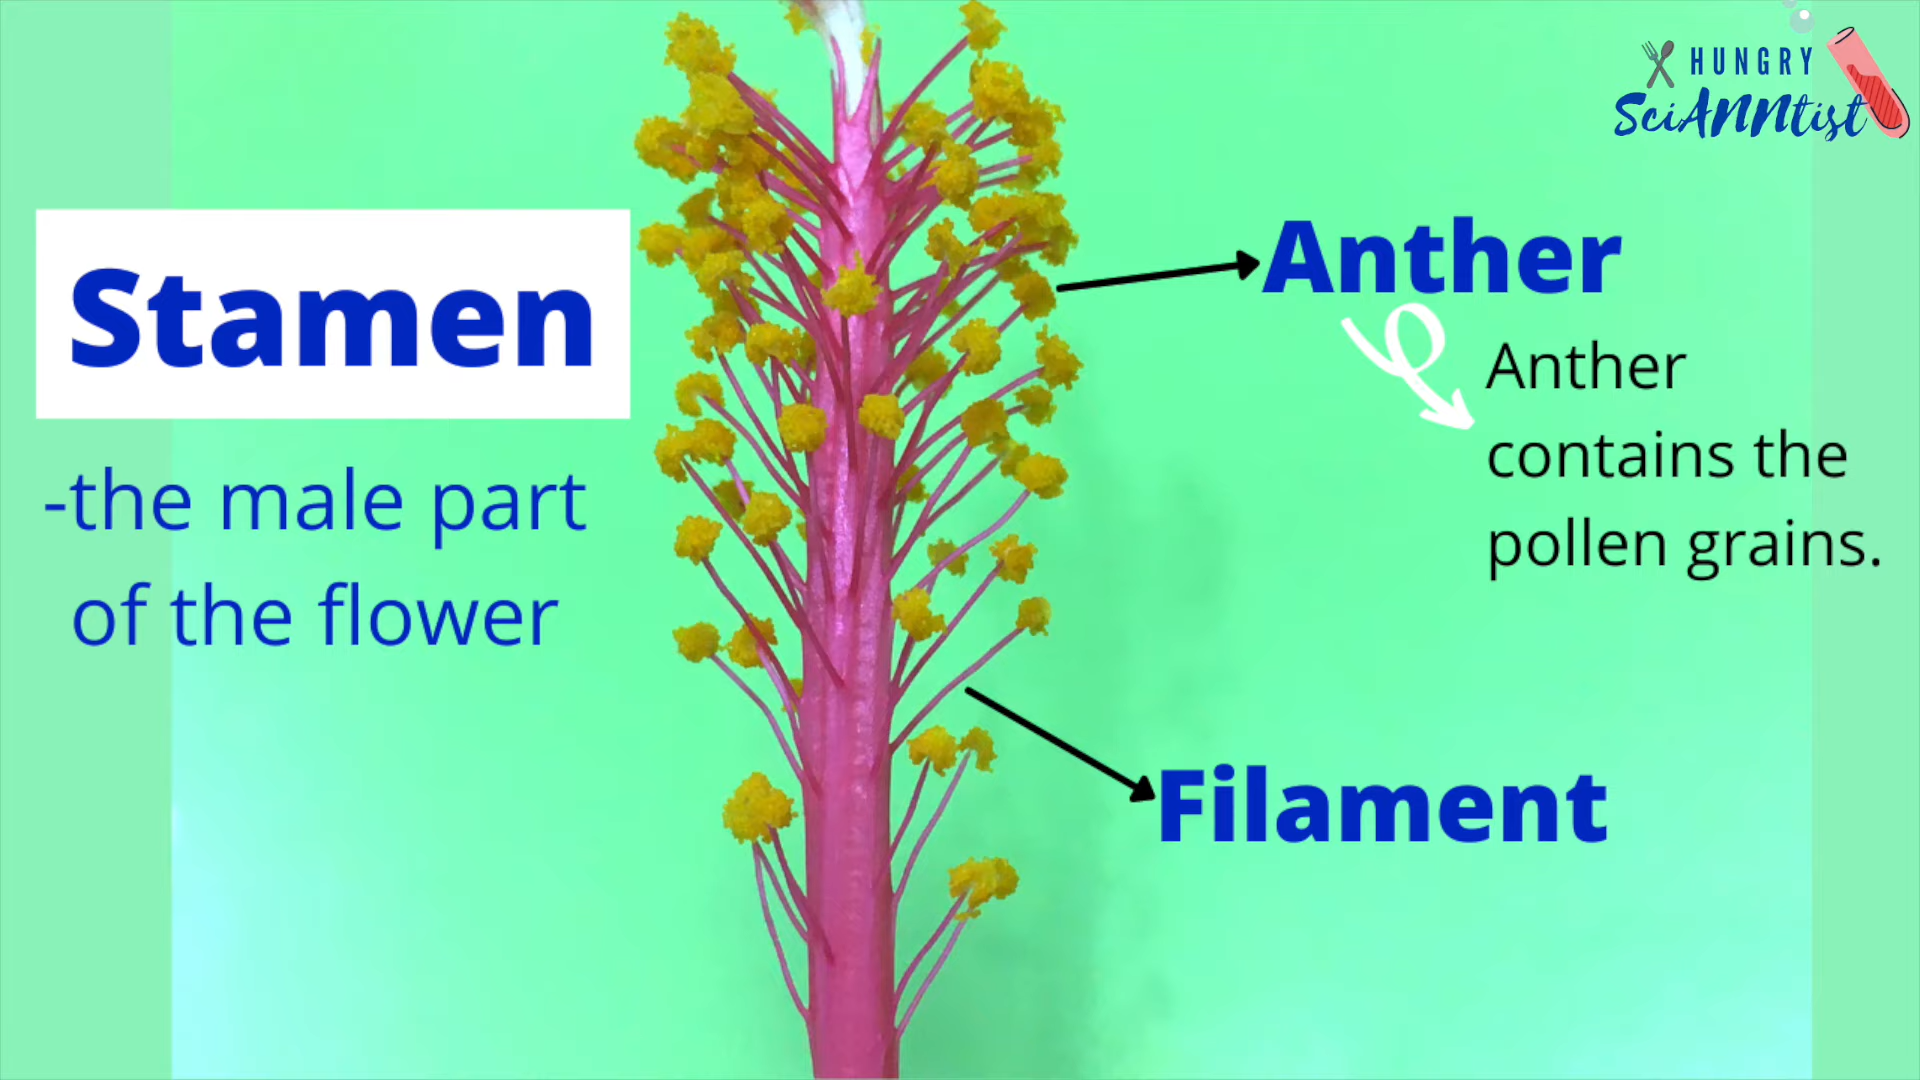 HUNGRY
SciANNtist
Stamen
-the male part
of the flower
Anther
Anther
contains the
pollen grains.
Filament